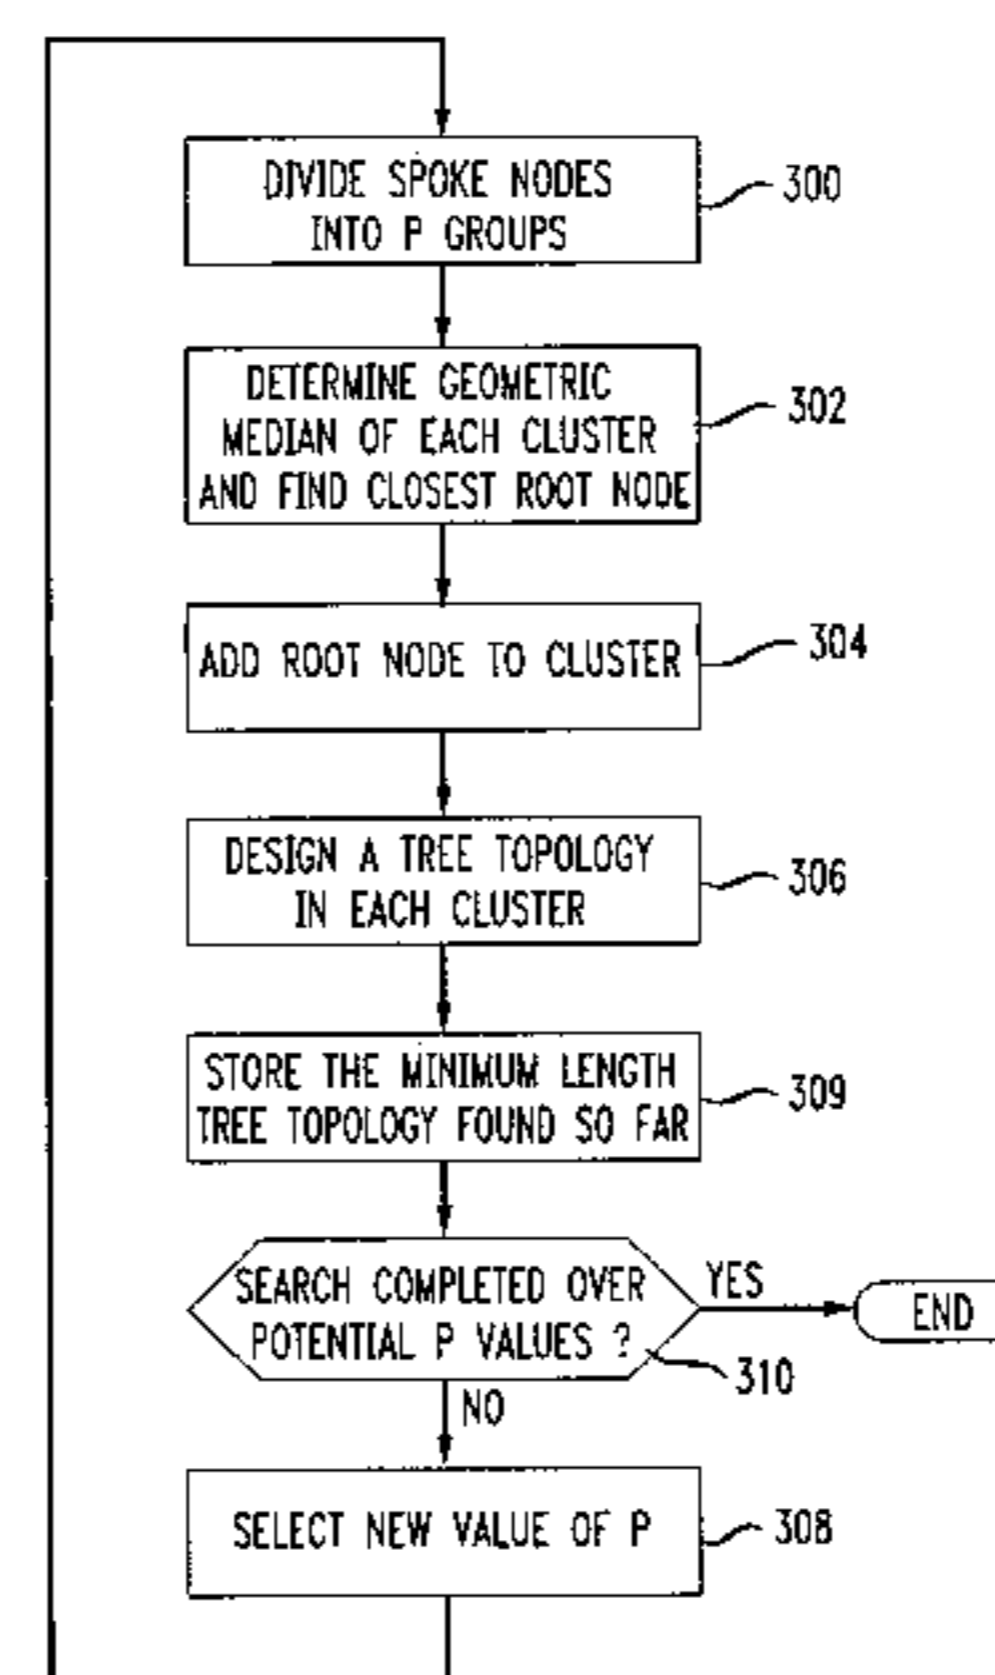 DIVIDE SPOKE NODES
INTO P GROUPS
300
DETERMINE GEOMETRIC
MEDIAN OF EACH CLUSTER
AND FIND CLOSEST ROOT NODE
302
ADD ROOT NODE TO CLUSTER
304
DESIGN A TREE TOPOLOGY
IN EACH CLUSTER
306
STORE THE MINIMUM LENGTH
TREE TOPOLOGY FOUND SO FAR
309
SEARCH COMPLETED OVER
POTENTIAL P VALUES ?
310
YES
END
NO
SELECT NEW VALUE OF P
308